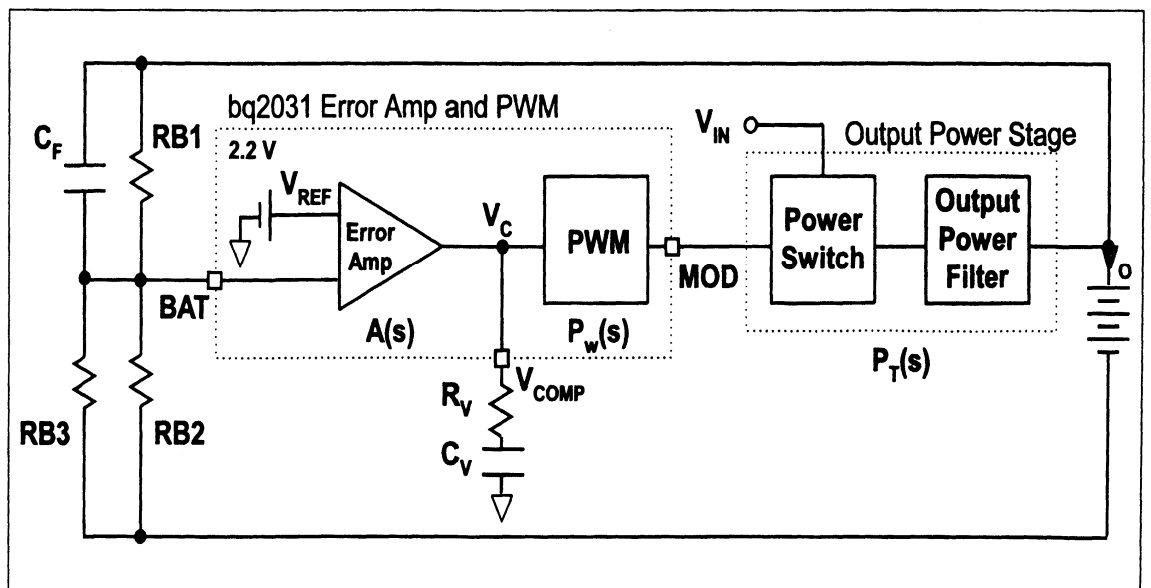 bq2031 Error Amp and PWM
V_IN
Output Power Stage
C_F
RB1
2.2 V
V_REF
Error
Amp
V_C
PWM
Power
Switch
Output
Power
Filter
MOD
O
BAT
A(s)
P_w(s)
P_T(s)
V_COMP
R_V
C_V
RB3
RB2